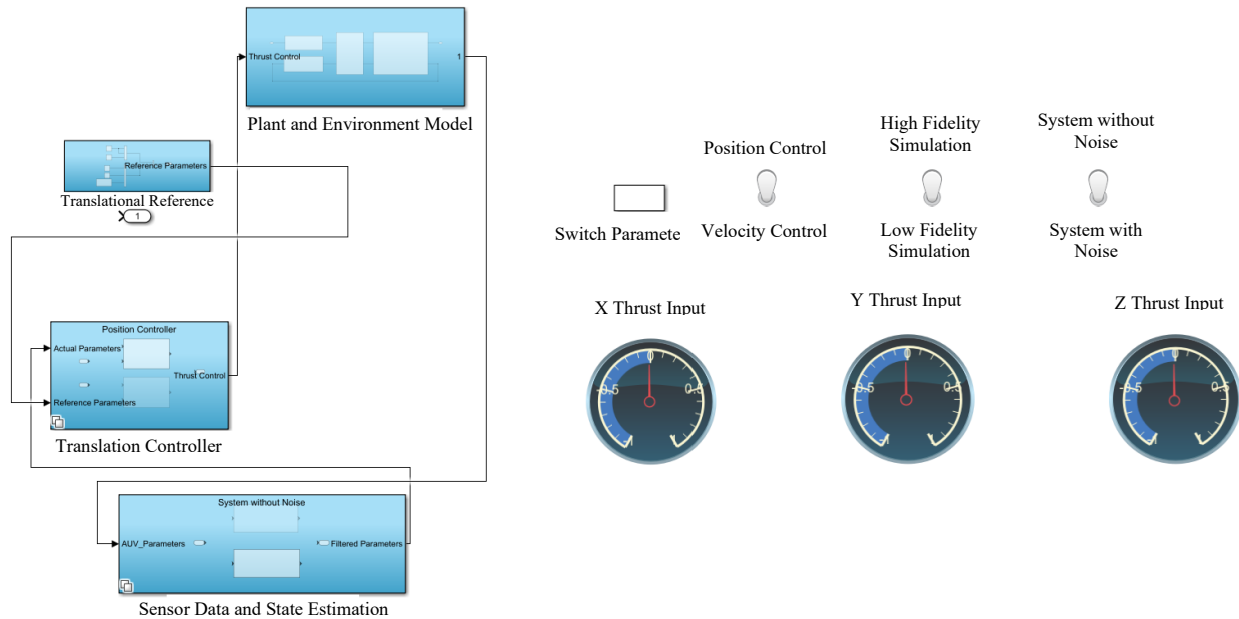 Thrust Control
1
Plant and Environment Model
Reference Parameters
Translational Reference
1
Position Controller
Actual Parameters
Thrust Control
Reference Parameters
Translation Controller
System without Noise
AUV_Parameters
Filtered Parameters
Sensor Data and State Estimation
Switch Paramete
Position Control
Velocity Control
High Fidelity
Simulation
Low Fidelity
Simulation
System without
Noise
System with
Noise
X Thrust Input
-0.5
0
0.5
-1
1
Y Thrust Input
-0.5
0
0.5
-1
1
Z Thrust Input
-0.5
0
0.5
-1
1